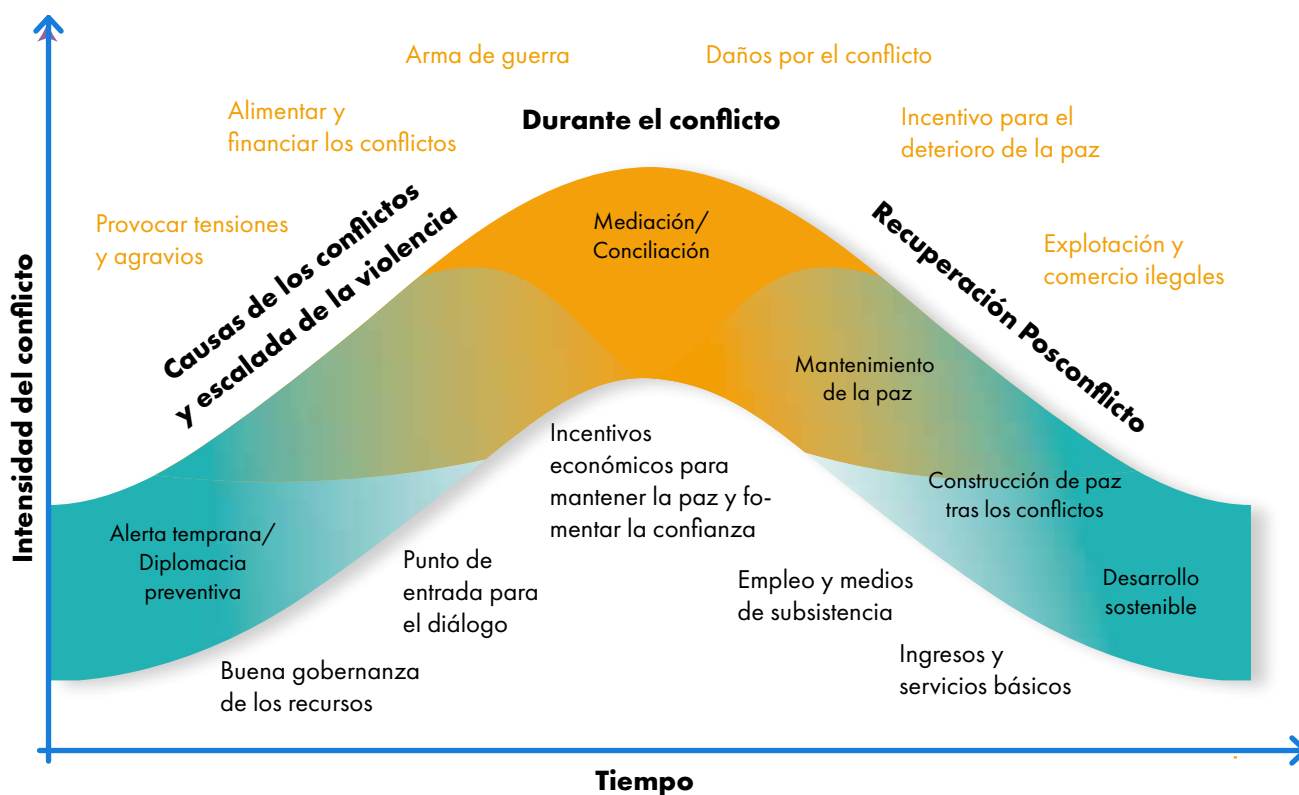 Arma de guerra
Daños por el conflicto
Alimentar y
financiar los conflictos
Durante el conflicto
Incentivo para el
deterioro de la paz
Provocar tensiones
y agravios
Causas de los conflictos
y escalada de la violencia
Mediación/
Conciliación
Recuperación Posconflicto
Explotación y
comercio ilegales
Intensidad del conflicto
Mantenimiento
de la paz
Incentivos
económicos para
mantener la paz y fo-
mentar la confianza
Construcción de paz
tras los conflictos
Alerta temprana/
Diplomacia
preventiva
Punto de
entrada para
el diálogo
Empleo y medios
de subsistencia
Desarrollo
sostenible
Buena gobernanza
de los recursos
Ingresos y
servicios básicos
Tiempo